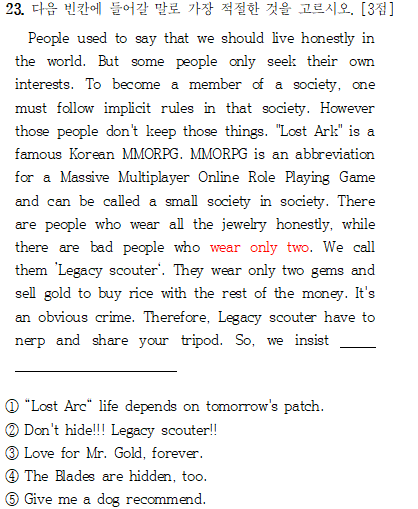 23. 다음 빈칸에 들어갈 말로 가장 적절한 것을 고르시오. [3점]
People used to say that we should live honestly in
the world. But some people only seek their own
interests. To become a member of a society, one
must follow implicit rules in that society. However
those people don't keep those things. "Lost Ark" is a
famous Korean MMORPG. MMORPG is an abbreviation
for a Massive Multiplayer Online Role Playing Game
and can be called a small society in society. There
are people who wear all the jewelry honestly, while
there are bad people who wear only two. We call
them 'Legacy scouter'. They wear only two gems and
sell gold to buy rice with the rest of the money. It's
an obvious crime. Therefore, Legacy scouter have to
nerp and share your tripod. So, we insist _____
____________________
① "Lost Arc" life depends on tomorrow's patch.
② Don't hide!!! Legacy scouter!!
③ Love for Mr. Gold, forever.
④ The Blades are hidden, too.
⑤ Give me a dog recommend.